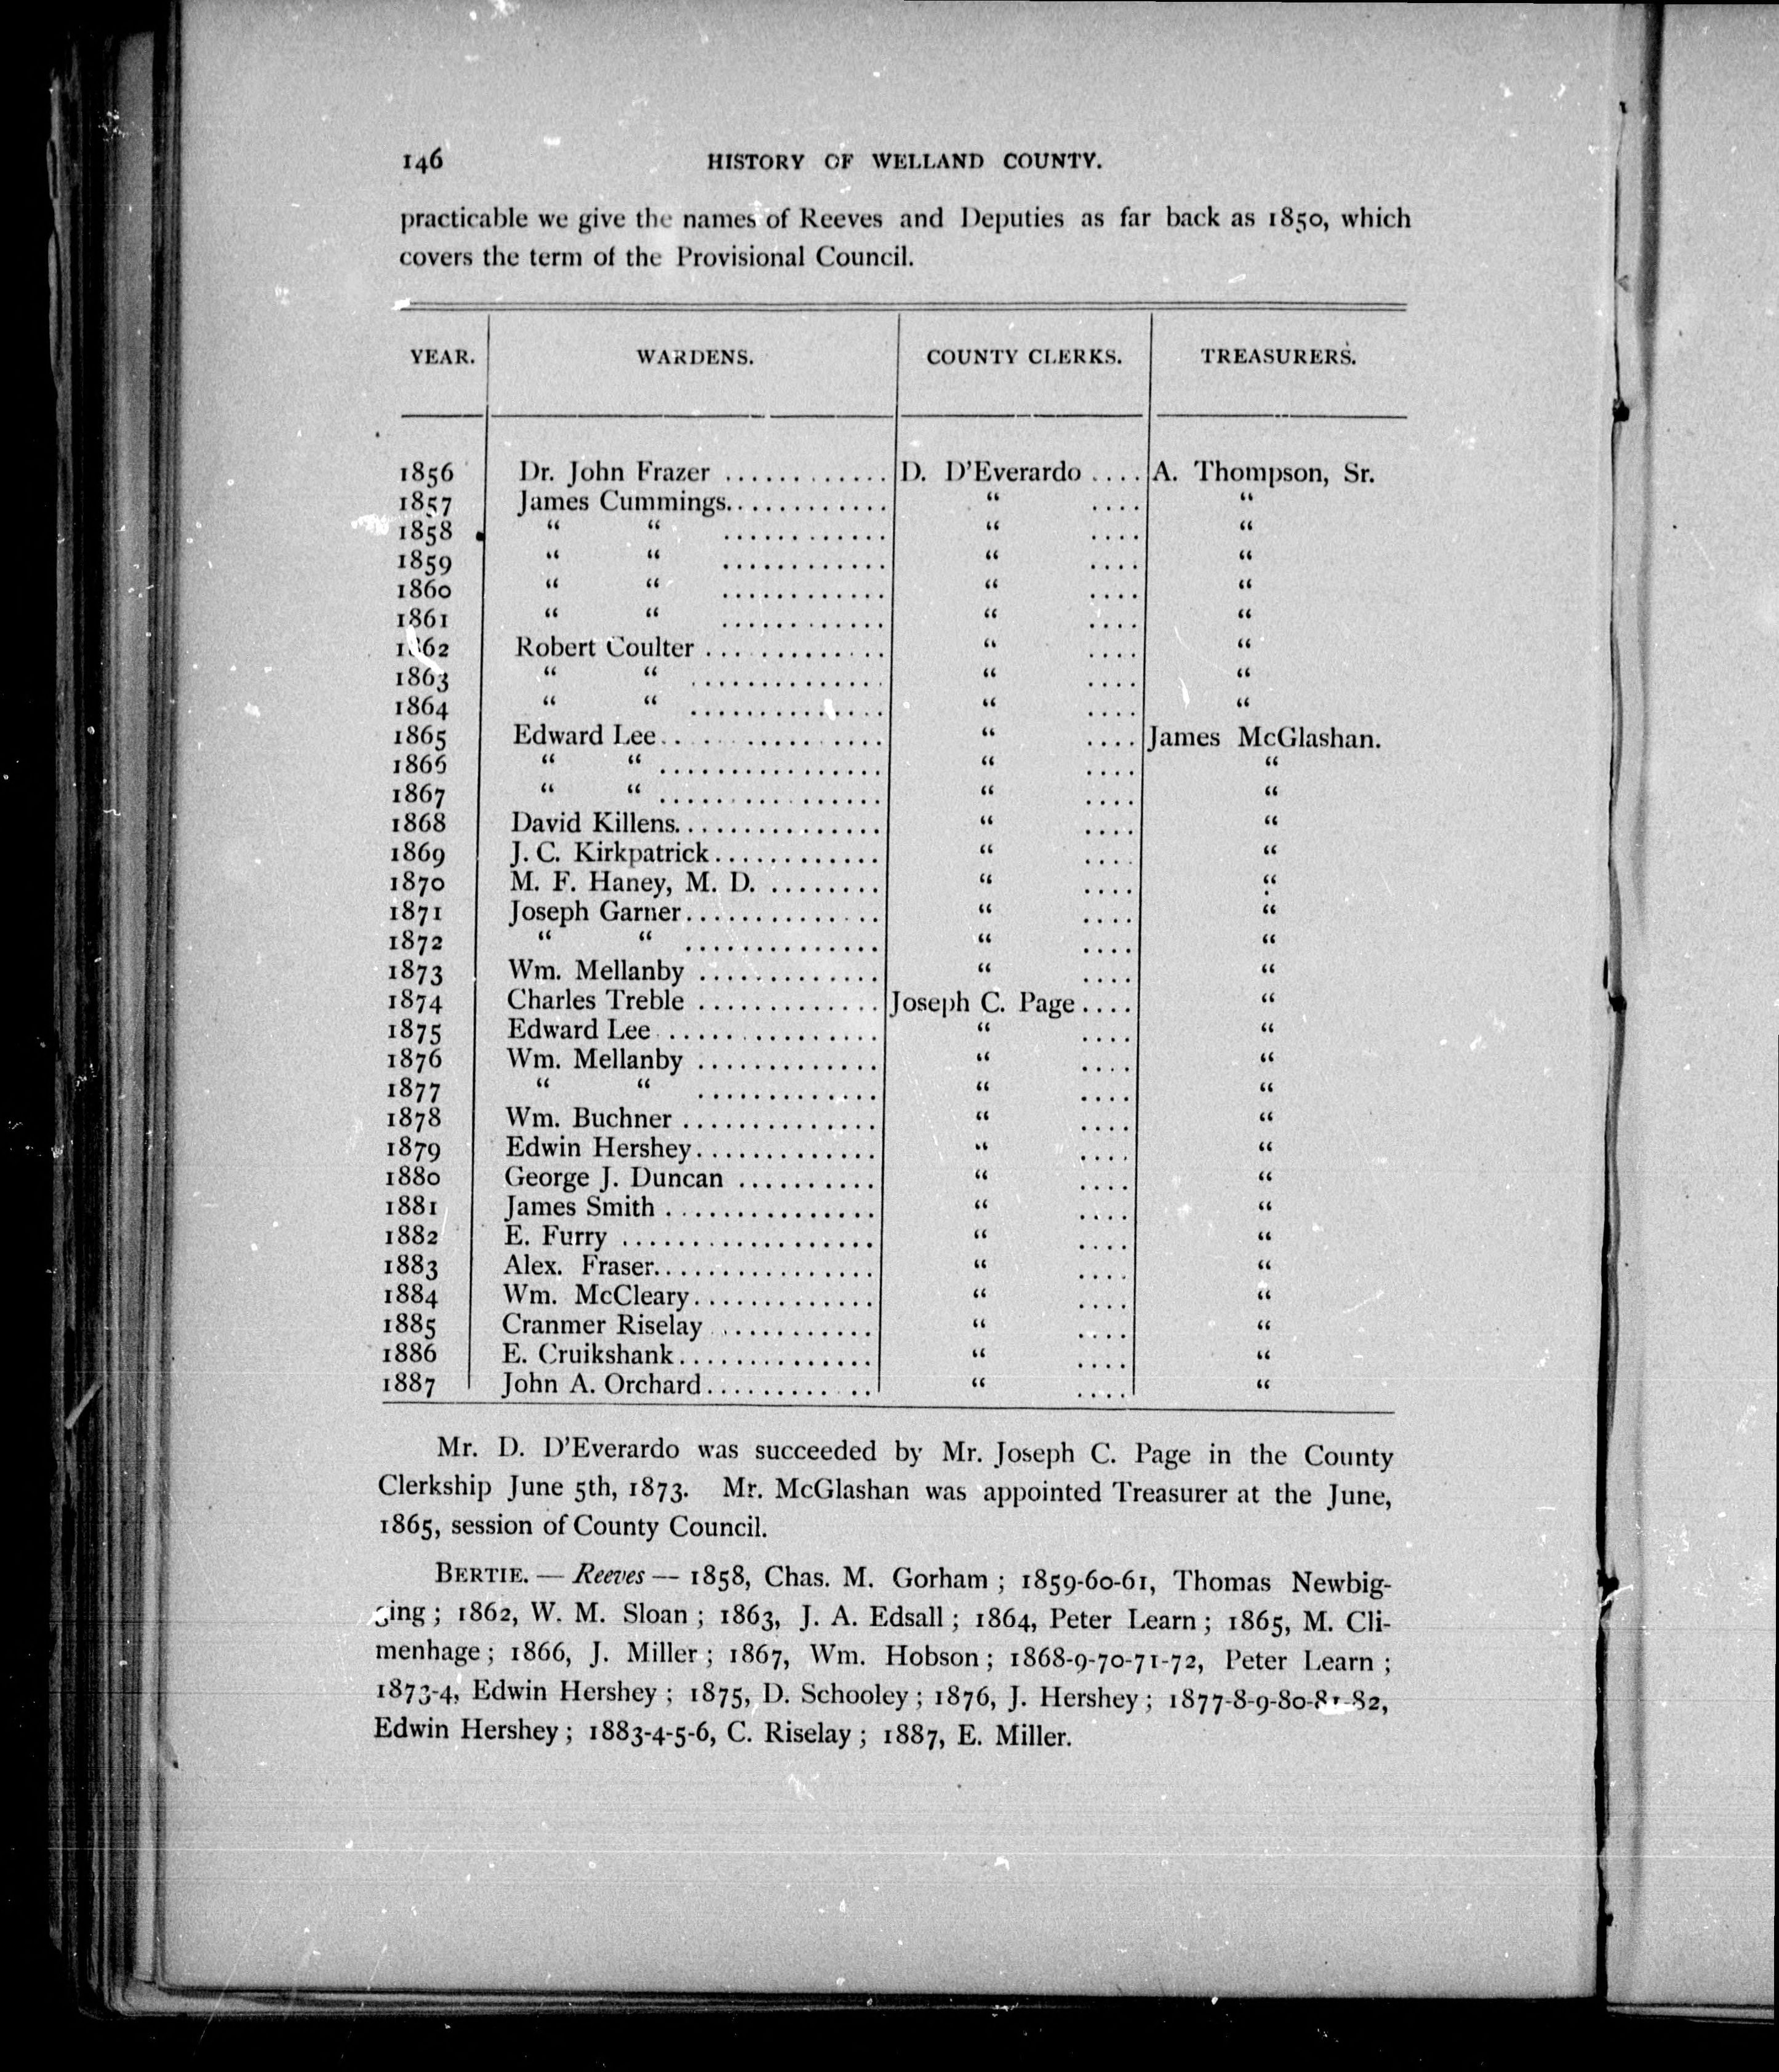 146 HISTORY OF WELLAND COUNTY.
practicable we give the names of Reeves and Deputies as far back as 1850, which
covers the term of the Provisional Council.
YEAR. WARDENS. COUNTY CLERKS. TREASURERS.
1856 Dr. John Frazer ............ D. D'Everardo .... A. Thompson, Sr.
1857 James Cummings............ “ .... “
1858 “ “ ............ “ .... “
1859 “ “ ............ “ .... “
1860 “ “ ............ “ .... “
1861 “ “ ............ “ .... “
1862 Robert Coulter ............. “ .... “
1863 “ “ .............. “ .... “
1864 “ “ .............. “ .... “
1865 Edward Lee................ “ .... James McGlashan.
1866 “ “ ................ “ .... “
1867 “ “ ................ “ .... “
1868 David Killens.............. “ .... “
1869 J. C. Kirkpatrick............ “ .... “
1870 M. F. Haney, M. D. ........ “ .... “
1871 Joseph Garner.............. “ .... “
1872 “ “ .............. “ .... “
1873 Wm. Mellanby ............. “ .... “
1874 Charles Treble ............. Joseph C. Page.... “
1875 Edward Lee ............... “ .... “
1876 Wm. Mellanby ............. “ .... “
1877 “ “ ............. “ .... “
1878 Wm. Buchner .............. “ .... “
1879 Edwin Hershey............. “ .... “
1880 George J. Duncan .......... “ .... “
1881 James Smith ............... “ .... “
1882 E. Furry .................. “ .... “
1883 Alex. Fraser................ “ .... “
1884 Wm. McCleary............. “ .... “
1885 Cranmer Riselay ........... “ .... “
1886 E. Cruikshank.............. “ .... “
1887 John A. Orchard............ “ .... “
Mr. D. D'Everardo was succeeded by Mr. Joseph C. Page in the County
Clerkship June 5th, 1873. Mr. McGlashan was appointed Treasurer at the June,
1865, session of County Council.
BERTIE. — Reeves — 1858, Chas. M. Gorham ; 1859-60-61, Thomas Newbig-
ging ; 1862, W. M. Sloan ; 1863, J. A. Edsall ; 1864, Peter Learn ; 1865, M. Cli-
menhage ; 1866, J. Miller ; 1867, Wm. Hobson ; 1868-9-70-71-72, Peter Learn ;
1873-4, Edwin Hershey ; 1875, D. Schooley ; 1876, J. Hershey ; 1877-8-9-80-81-82,
Edwin Hershey ; 1883-4-5-6, C. Riselay ; 1887, E. Miller.